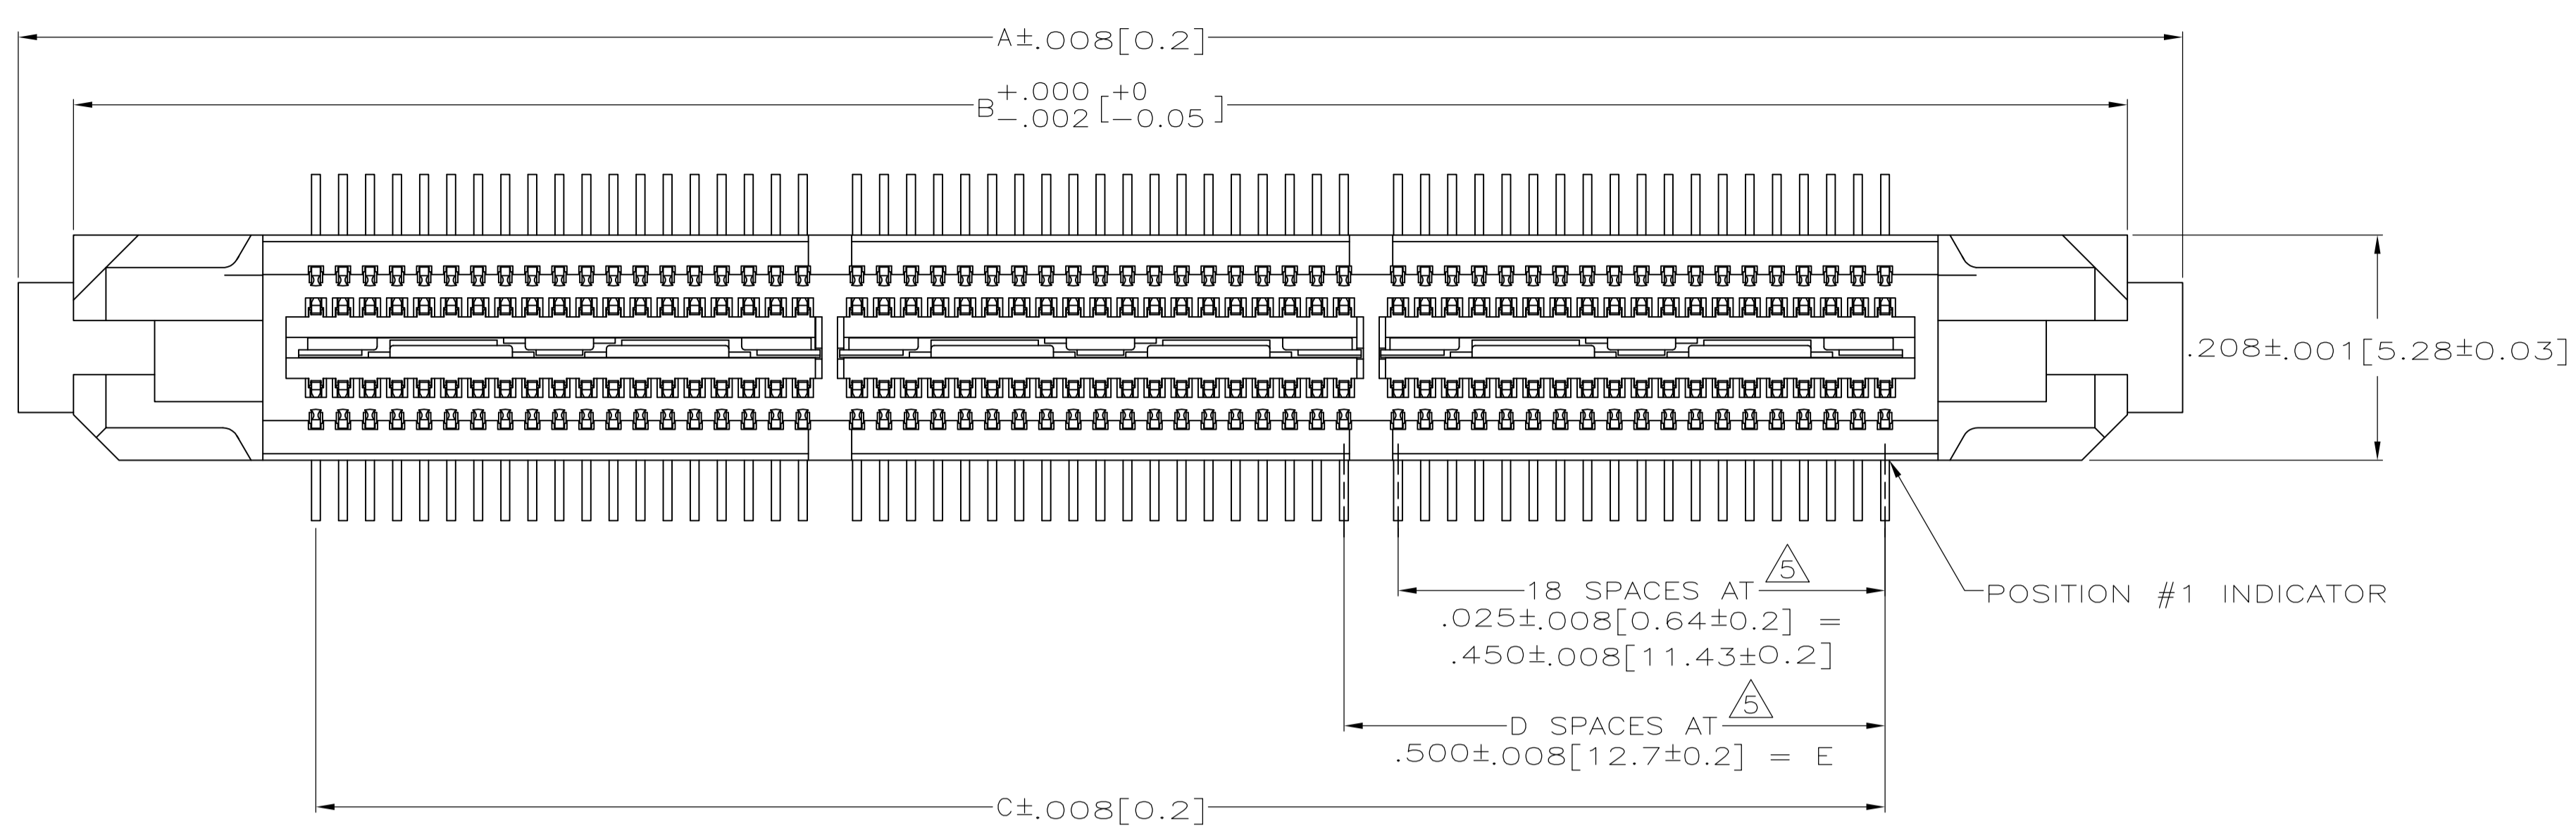 A±.008[0.2]
B+.000 -.002[+0 -0.05]
.208±.001[5.28±0.03]
18 SPACES AT 5
.025±.008[0.64±0.2] =
.450±.008[11.43±0.2]
POSITION #1 INDICATOR
D SPACES AT 5
.500±.008[12.7±0.2] = E
C±.008[0.2]